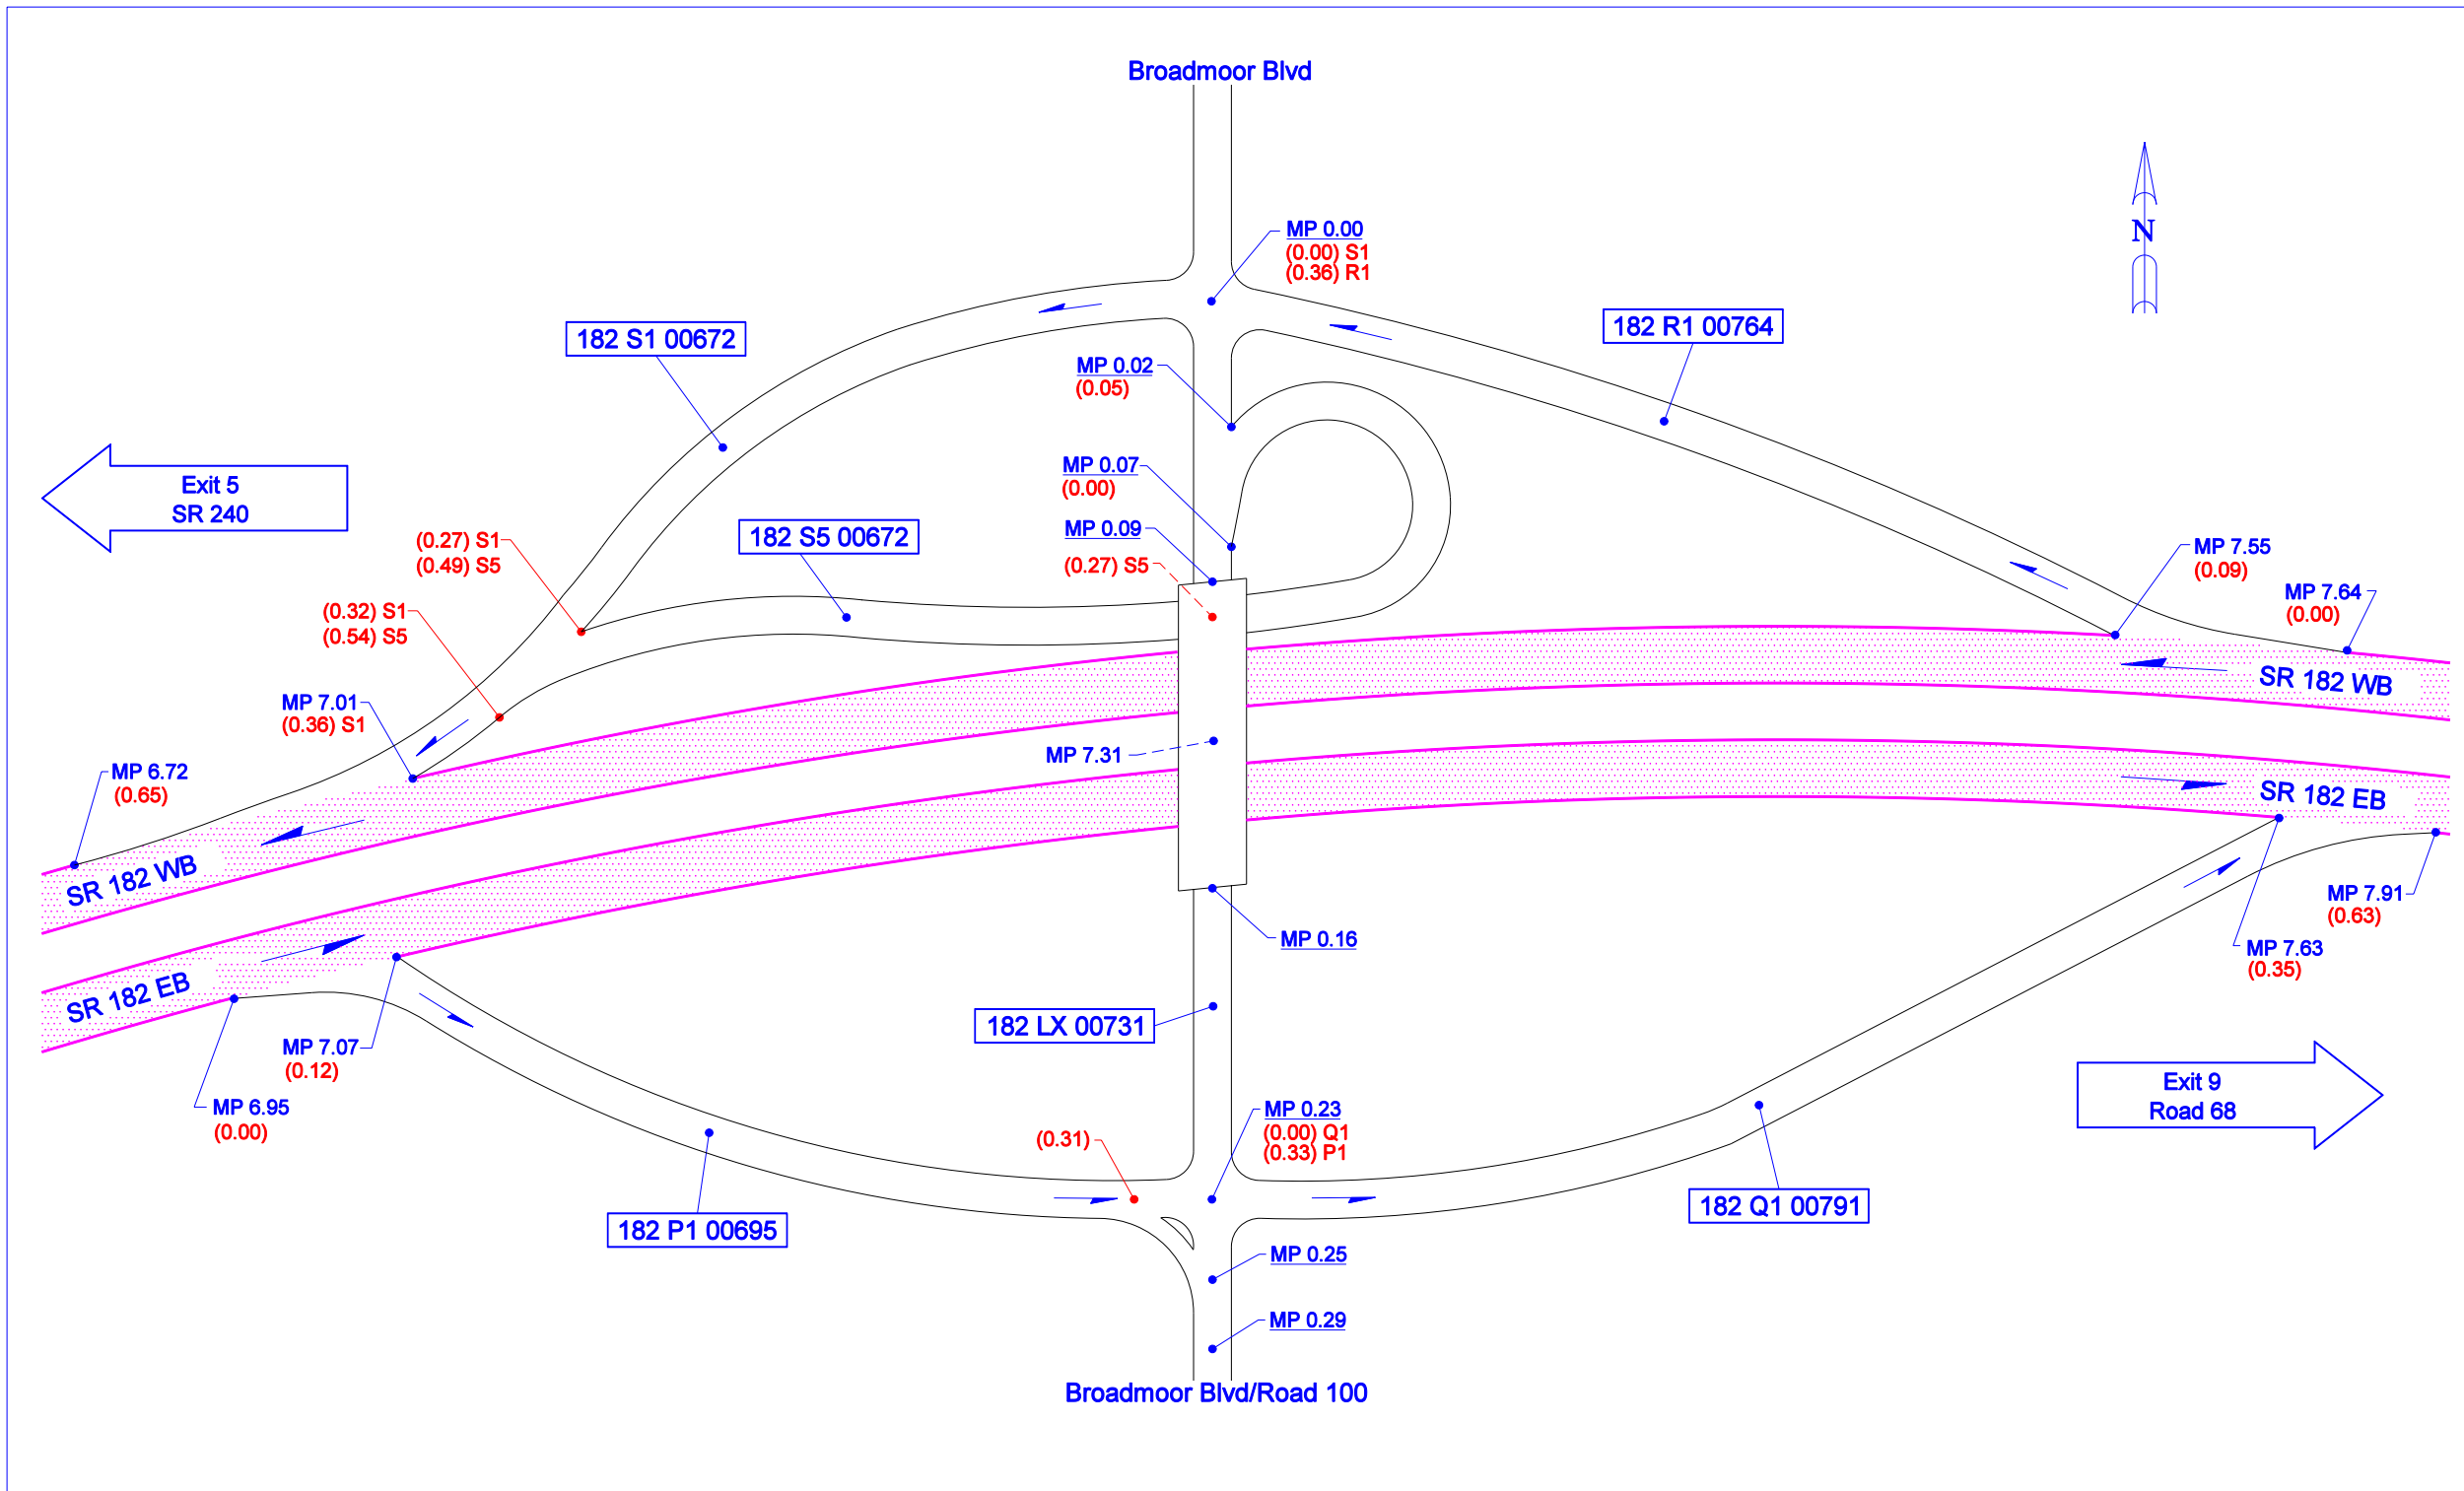 Broadmoor Blvd
MP 0.00
(0.00) S1
(0.36) R1
N
182 S1 00672
182 R1 00764
MP 0.02
(0.05)
MP 0.07
(0.00)
Exit 5
SR 240
MP 0.09
182 S5 00672
(0.27) S1
(0.49) S5
(0.27) S5
MP 7.55
(0.09)
MP 7.64
(0.00)
(0.32) S1
(0.54) S5
SR 182 WB
MP 7.01
(0.36) S1
MP 7.31
MP 6.72
(0.65)
SR 182 EB
SR 182 WB
MP 7.91
(0.63)
MP 0.16
MP 7.63
(0.35)
SR 182 EB
182 LX 00731
MP 7.07
(0.12)
Exit 9
Road 68
MP 6.95
(0.00)
MP 0.23
(0.00) Q1
(0.33) P1
(0.31)
182 Q1 00791
182 P1 00695
MP 0.25
MP 0.29
Broadmoor Blvd/Road 100